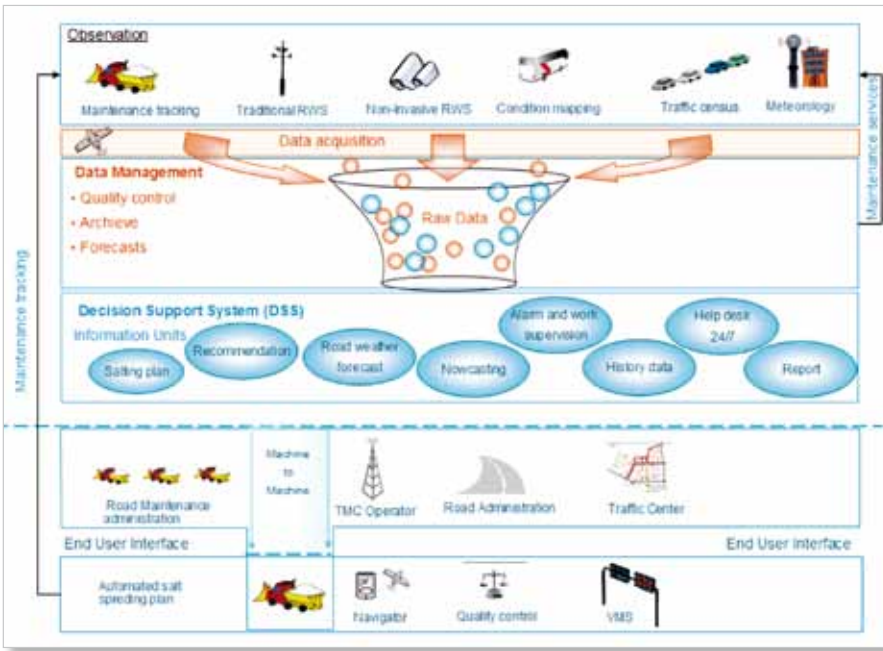 Observation
Maintenance tracking
Traditional RWS
Non-invasive RWS
Condition mapping
Traffic census
Meteorology
Data acquisition
Data Management
• Quality control
• Archieve
• Forecasts
Raw Data
Maintenance services
Maintenance tracking
Decision Support System (DSS)
Information Units
Salting plan
Recommendation
Road weather
forecast
Nowcasting
Alarm and work
supervision
History data
Help desk
24/7
Report
Road Maintenance
administration
Machine
to
Machine
TMC Operator
Road Administration
Traffic Center
End User Interface
End User Interface
Automated salt
spreding plan
Navigator
Quality control
VMS